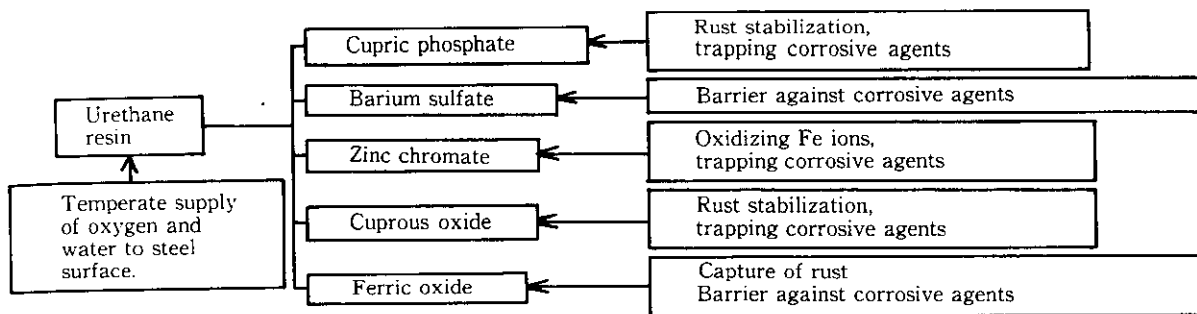 Urethane
resin
Temperate supply
of oxygen and
water to steel
surface.
Cupric phosphate
Barium sulfate
Zinc chromate
Cuprous oxide
Ferric oxide
Rust stabilization,
trapping corrosive agents
Barrier against corrosive agents
Oxidizing Fe ions,
trapping corrosive agents
Rust stabilization,
trapping corrosive agents
Capture of rust
Barrier against corrosive agents